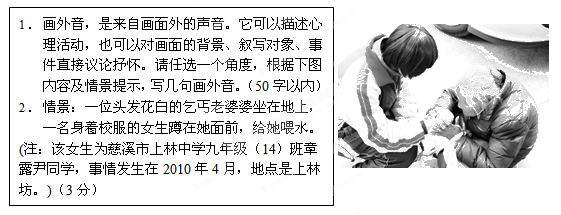 1. 画外音，是来自画面外的声音。它可以描述心
理活动，也可以对画面的背景、叙写对象、事
件直接议论抒怀。请任选一个角度，根据下图
内容及情景提示，写几句画外音。（50字以内）
2. 情景：一位头发花白的乞丐老婆婆坐在地上，
一名身着校服的女生蹲在她面前，给她喂水。
(注：该女生为慈溪市上林中学九年级（14）班章
露尹同学，事情发生在 2010 年 4 月，地点是上林
坊。)（3 分）